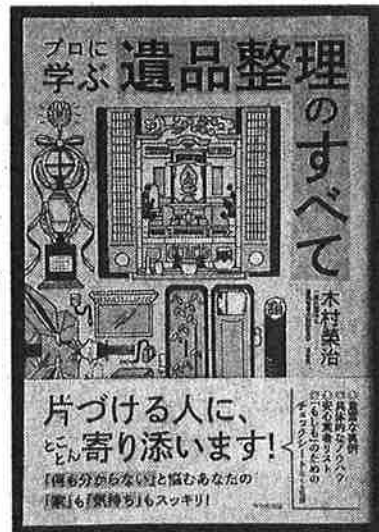 プロに
学ぶ
遺品整理
のすべて
木村榮治
片づける人に、
とことん寄り添います!
「何も分からない」と悩むあなたの
「家」も「気持ち」もスッキリ!
豊富な実例
具体的なノウハウ
安心業者リスト
「もしも」のための
チェックシート